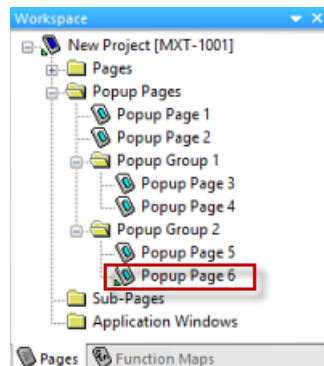 Workspace
New Project [MXT-1001]
Pages
Popup Pages
Popup Page 1
Popup Page 2
Popup Group 1
Popup Page 3
Popup Page 4
Popup Group 2
Popup Page 5
Popup Page 6
Sub-Pages
Application Windows
Pages Function Maps